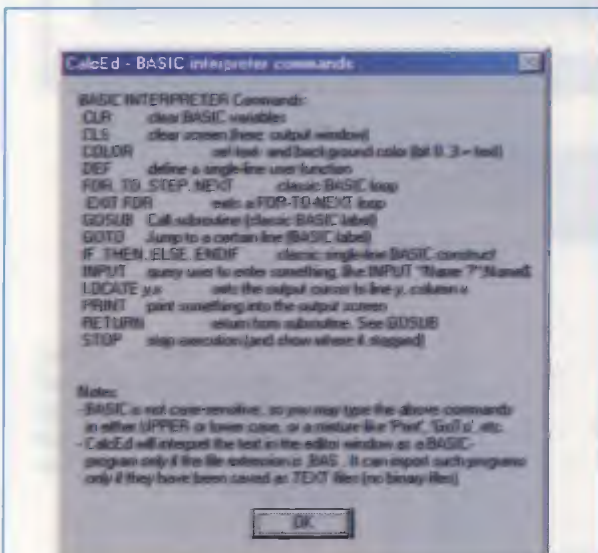 CalcEd - BASIC interpreter commands
BASIC INTERPRETER Commands:
CLR clear BASIC variables
CLS clear screen (here: output window)
COLOR set text- and background color (bit 0..3 = text)
DEF define a single-line user function
FOR..TO..STEP..NEXT classic BASIC loop
EXIT FOR exits a FOR-TO-NEXT loop
GOSUB Call subroutine (classic BASIC label)
GOTO Jump to a certain line (BASIC label)
IF..THEN..ELSE..ENDIF classic single-line BASIC construct
INPUT query user to enter something, like INPUT "Name ?";Name$
LOCATE y,x sets the output cursor to line y, column x
PRINT print something into the output screen
RETURN return from subroutine. See GOSUB
STOP stop execution (and show where it stopped)
Notes:
- BASIC is not case-sensitive, so you may type the above commands
in either UPPER or lower case, or a mixture like 'Print', 'GoTo', etc.
- CalcEd will interpret the text in the editor window as a BASIC-
program only if the file extension is .BAS . It can import such programs
only if they have been saved as TEXT files (no binary files)
OK